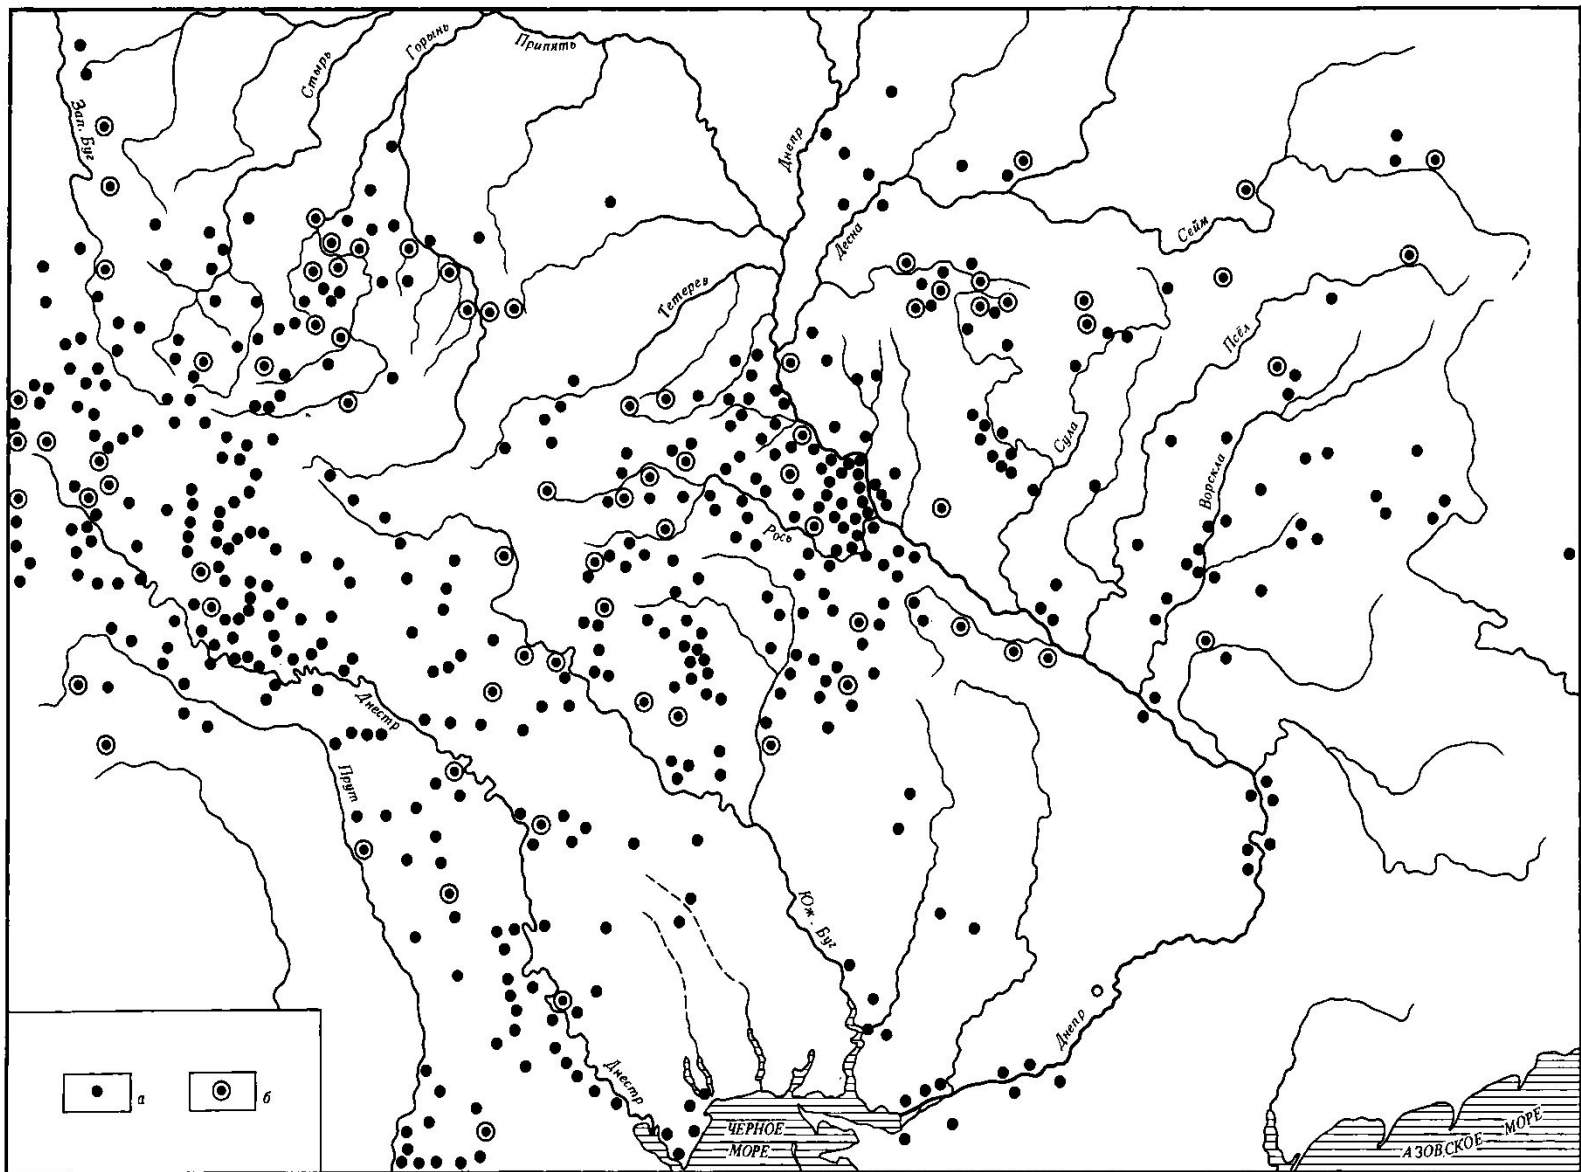 Стырь
Горынь
Припять
Зап. Буг
Днепр
Десна
Сейм
Тетерев
Псёл
Сула
Ворскла
Рось
Днестр
Прут
Юж. Буг
Днепр
Днестр
а
б
ЧЕРНОЕ
МОРЕ
АЗОВСКОЕ МОРЕ